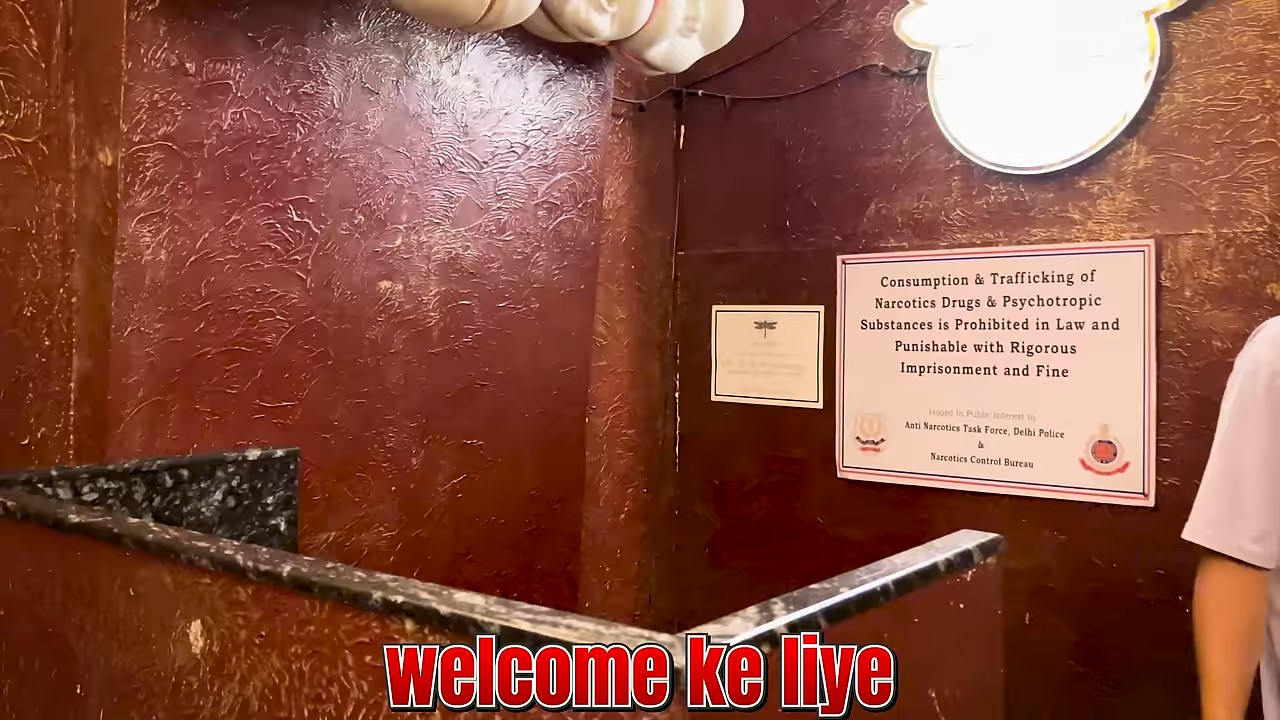 Consumption & Trafficking of
Narcotics Drugs & Psychotropic
Substances is Prohibited in Law and
Punishable with Rigorous
Imprisonment and Fine
Issued in Public Interest by
Anti Narcotics Task Force, Delhi Police
&
Narcotics Control Bureau
welcome ke liye